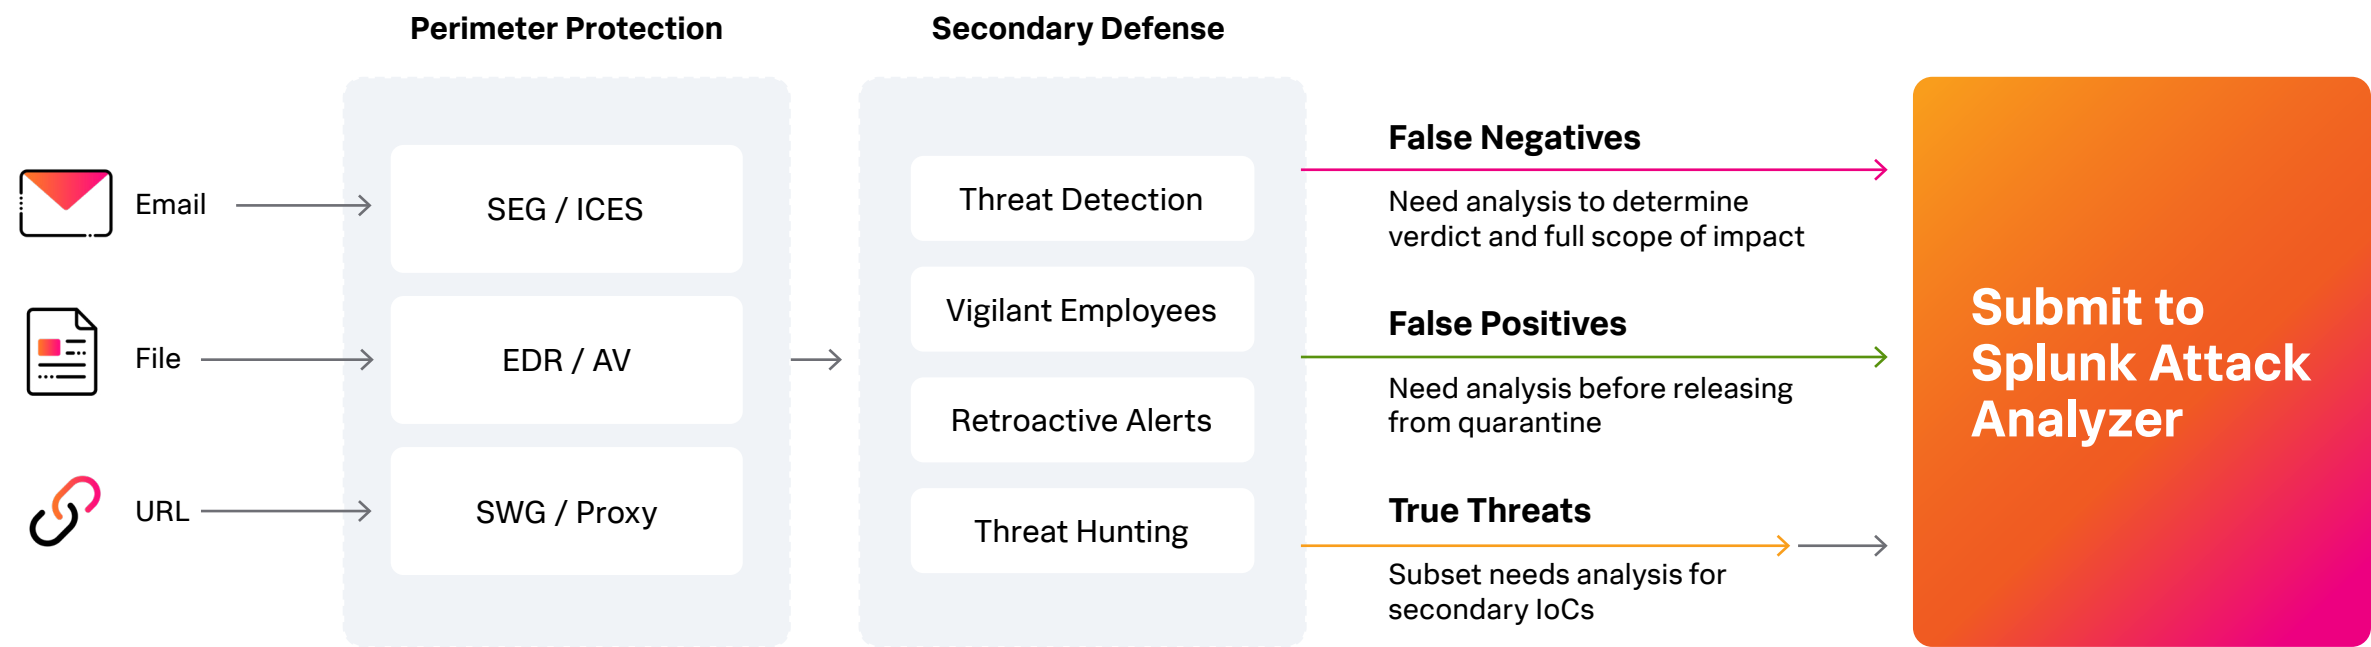 Perimeter Protection
Secondary Defense
Email
File
URL
SEG / ICES
EDR / AV
SWG / Proxy
Threat Detection
Vigilant Employees
Retroactive Alerts
Threat Hunting
False Negatives
Need analysis to determine
verdict and full scope of impact
False Positives
Need analysis before releasing
from quarantine
True Threats
Subset needs analysis for
secondary IoCs
Submit to
Splunk Attack
Analyzer